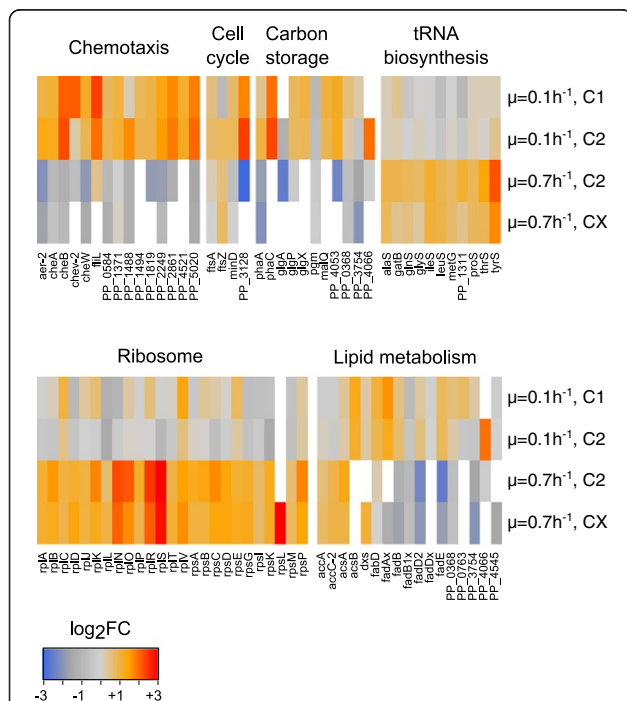 Chemotaxis
Cell
cycle
Carbon
storage
tRNA
biosynthesis
μ=0.1h-1, C1
μ=0.1h-1, C2
μ=0.7h-1, C2
μ=0.7h-1, CX
aer-2
cheA
cheB
chev-2
cheW
fliL
PP_0584
PP_1371
PP_1488
PP_1494
PP_1819
PP_2249
PP_2861
PP_4521
PP_5020
ftsA
ftsZ
minD
PP_3128
phaA
phaC
glgA
glgP
glgX
pgm
malQ
PP_4053
PP_0368
PP_3754
PP_4066
alaS
gatB
glnS
glyS
ileS
leuS
metG
PP_1311
proS
thrS
tyrS
Ribosome
Lipid metabolism
μ=0.1h-1, C1
μ=0.1h-1, C2
μ=0.7h-1, C2
μ=0.7h-1, CX
rplA
rplB
rplC
rplD
rplJ
rplK
rplL
rplN
rplO
rplP
rplR
rplS
rplT
rplV
rpsA
rpsB
rpsC
rpsD
rpsE
rpsG
rpsI
rpsK
rpsL
rpsM
rpsP
accA
accC-2
acsA
acsB
dxs
fabD
fadAx
fadB
fadB1x
fadD2
fadDx
fadE
PP_0368
PP_0763
PP_3754
PP_4066
PP_4545
log2FC
-3 -1 +1 +3